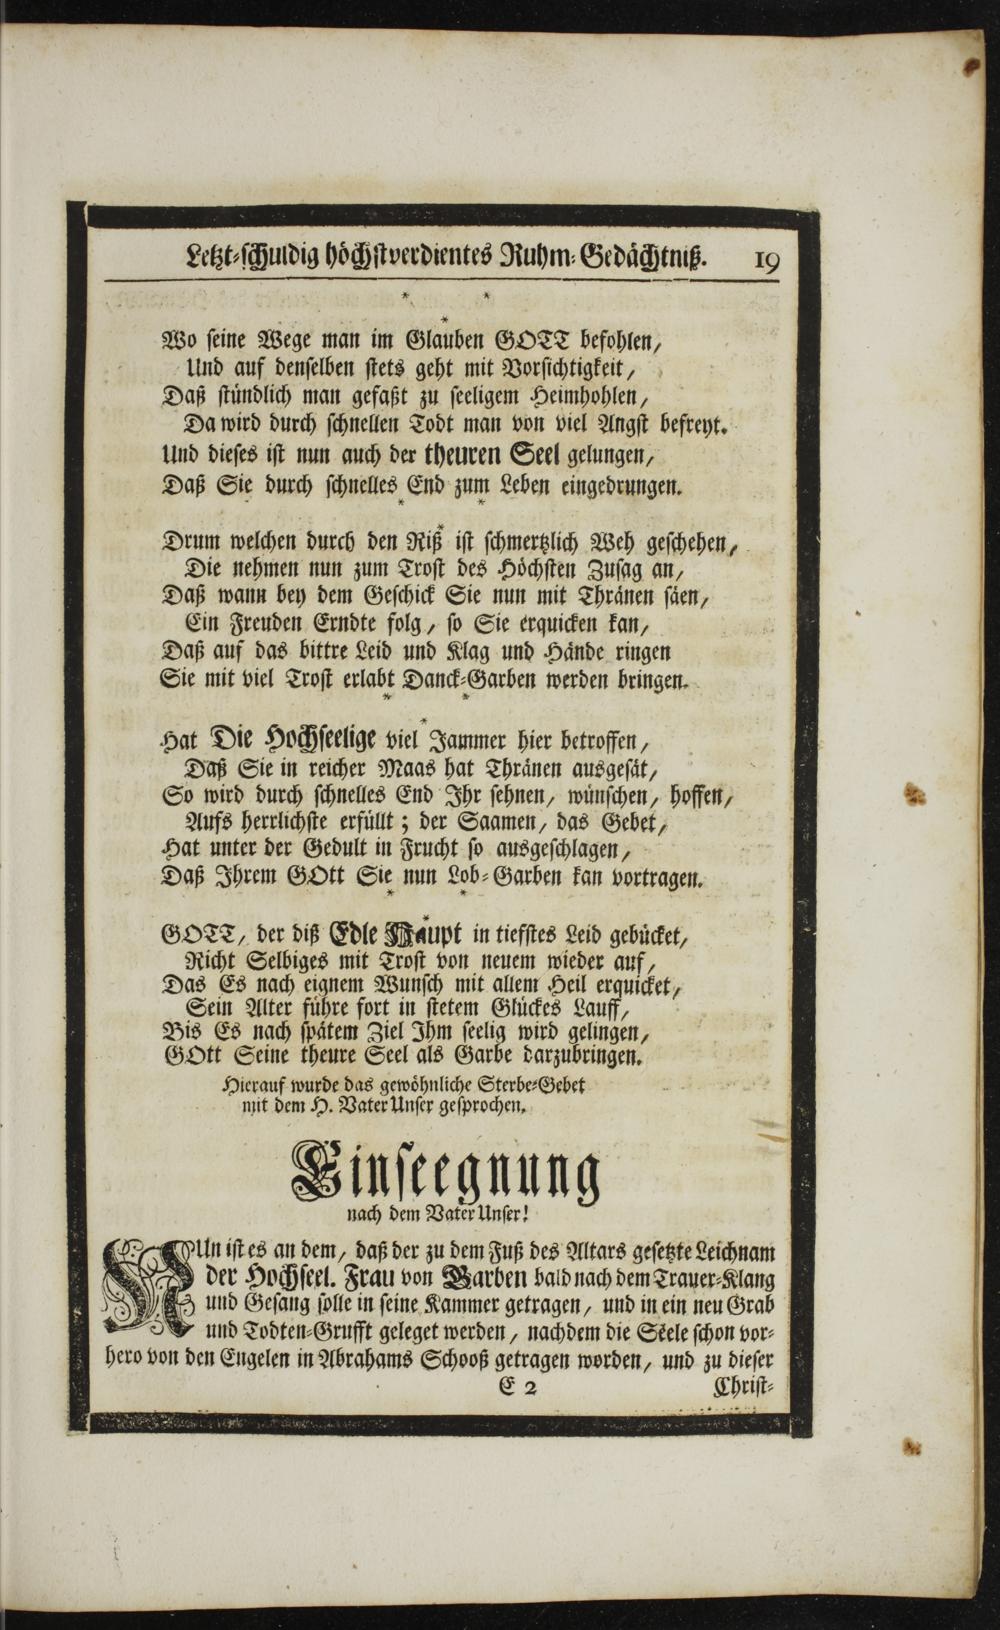 Letzt-schuldig höchstverdientes Ruhm-Gedächtniß. 19
* *
*
Wo seine Wege man im Glauben GOTT befohlen,
Und auf denselben stets geht mit Vorsichtigkeit,
Daß stündlich man gefaßt zu seeligem Heimhohlen,
Da wird durch schnellen Todt man von viel Angst befreyt.
Und dieses ist nun auch der theuren Seel gelungen,
Daß Sie durch schnelles End zum Leben eingedrungen.
* *
*
Drum welchen durch den Riß ist schmertzlich Weh geschehen,
Die nehmen nun zum Trost des Höchsten Zusag an,
Daß wann bey dem Geschick Sie nun mit Thränen säen,
Ein Freuden Erndte folg, so Sie erquicken kan,
Daß auf das bittre Leid und Klag und Hände ringen
Sie mit viel Trost erlabt Danck-Garben werden bringen.
* *
*
Hat Die Hochseelige viel Jammer hier betroffen,
Daß Sie in reicher Maas hat Thränen ausgesät,
So wird durch schnelles End Ihr sehnen, wünschen, hoffen,
Aufs herrlichste erfüllt; der Saamen, das Gebet,
Hat unter der Gedult in Frucht so ausgeschlagen,
Daß Ihrem GOtt Sie nun Lob-Garben kan vortragen.
* *
*
GOTT, der diß Edle Haupt in tiefstes Leid gebücket,
Richt Selbiges mit Trost von neuem wieder auf,
Das Es nach eignem Wunsch mit allem Heil erquicket,
Sein Alter führe fort in stetem Glückes Lauff,
Bis Es nach spätem Ziel Ihm seelig wird gelingen,
GOtt Seine theure Seel als Garbe darzubringen.
Hierauf wurde das gewöhnliche Sterbe-Gebet
mit dem H. Vater Unser gesprochen.
Einseegnung
nach dem Vater Unser!
NUn ist es an dem, daß der zu dem Fuß des Altars gesetzte Leichnam
der Hochseel. Frau von Garben bald nach dem Trauer-Klang
und Gesang solle in seine Kammer getragen, und in ein neu Grab
und Todten-Grufft geleget werden, nachdem die Seele schon vor-
hero von den Engelen in Abrahams Schooß getragen worden, und zu dieser
E 2 Christ-